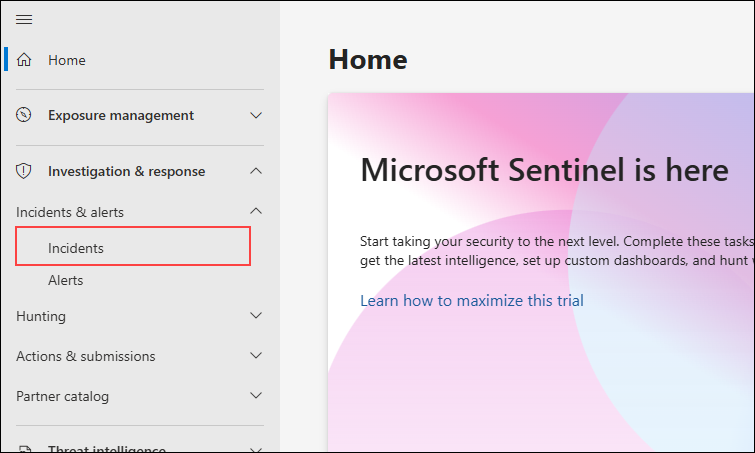 Home
Exposure management
Investigation & response
Incidents & alerts
Incidents
Alerts
Hunting
Actions & submissions
Partner catalog
Threat intelligence
Home
Microsoft Sentinel is here
Start taking your security to the next level. Complete these tasks
get the latest intelligence, set up custom dashboards, and hunt
Learn how to maximize this trial